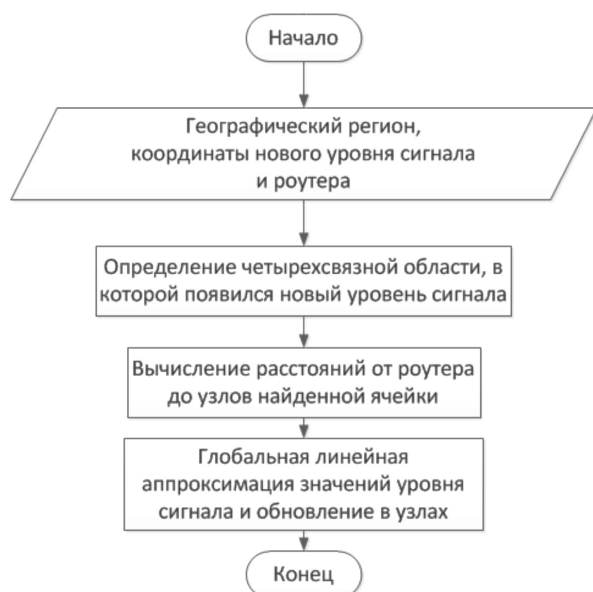 Начало
Географический регион,
координаты нового уровня сигнала
и роутера
Определение четырехсвязной области, в
которой появился новый уровень сигнала
Вычисление расстояний от роутера
до узлов найденной ячейки
Глобальная линейная
аппроксимация значений уровня
сигнала и обновление в узлах
Конец